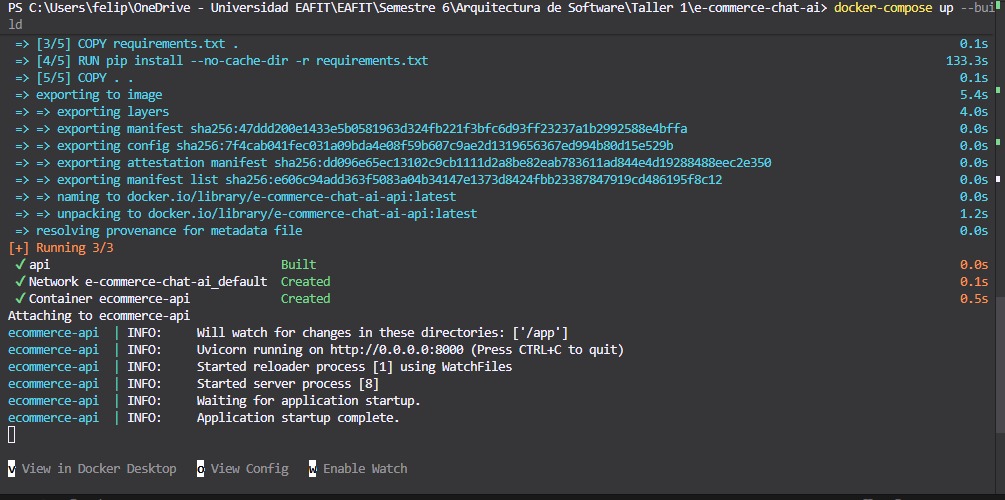 PS C:\Users\felip\OneDrive - Universidad EAFIT\EAFIT\Semestre 6\Arquitectura de Software\Taller 1\e-commerce-chat-ai> docker-compose up --bui
ld
=> [3/5] COPY requirements.txt . 0.1s
=> [4/5] RUN pip install --no-cache-dir -r requirements.txt 133.3s
=> [5/5] COPY . . 0.1s
=> exporting to image 5.4s
=> => exporting layers 4.0s
=> => exporting manifest sha256:47ddd200e1433e5b0581963d324fb221f3bfc6d93ff23237a1b2992588e4bffa 0.0s
=> => exporting config sha256:7f4cab041fec031a09bda4e08f59b607c9ae2d1319656367ed994b80d15e529b 0.0s
=> => exporting attestation manifest sha256:dd096e65ec13102c9cb1111d2a8be82eab783611ad844e4d19288488eec2e350 0.0s
=> => exporting manifest list sha256:e606c94add363f5083a04b34147e1373d8424fbb23387847919cd486195f8c12 0.0s
=> => naming to docker.io/library/e-commerce-chat-ai-api:latest 0.0s
=> => unpacking to docker.io/library/e-commerce-chat-ai-api:latest 1.2s
=> resolving provenance for metadata file 0.0s
[+] Running 3/3
✓ api Built 0.0s
✓ Network e-commerce-chat-ai_default Created 0.1s
✓ Container ecommerce-api Created 0.5s
Attaching to ecommerce-api
ecommerce-api | INFO: Will watch for changes in these directories: ['/app']
ecommerce-api | INFO: Uvicorn running on http://0.0.0.0:8000 (Press CTRL+C to quit)
ecommerce-api | INFO: Started reloader process [1] using WatchFiles
ecommerce-api | INFO: Started server process [8]
ecommerce-api | INFO: Waiting for application startup.
ecommerce-api | INFO: Application startup complete.
v View in Docker Desktop o View Config w Enable Watch